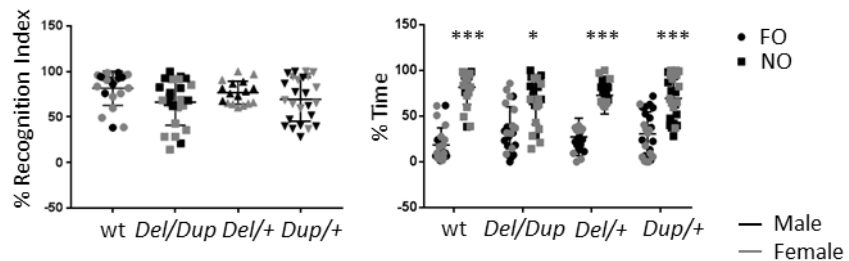 % Recognition Index
150
100
50
0
-50
wt Del/Dup Del/+ Dup/+
% Time
150
100
50
0
-50
*** * *** ***
wt Del/Dup Del/+ Dup/+
FO
NO
Male
Female